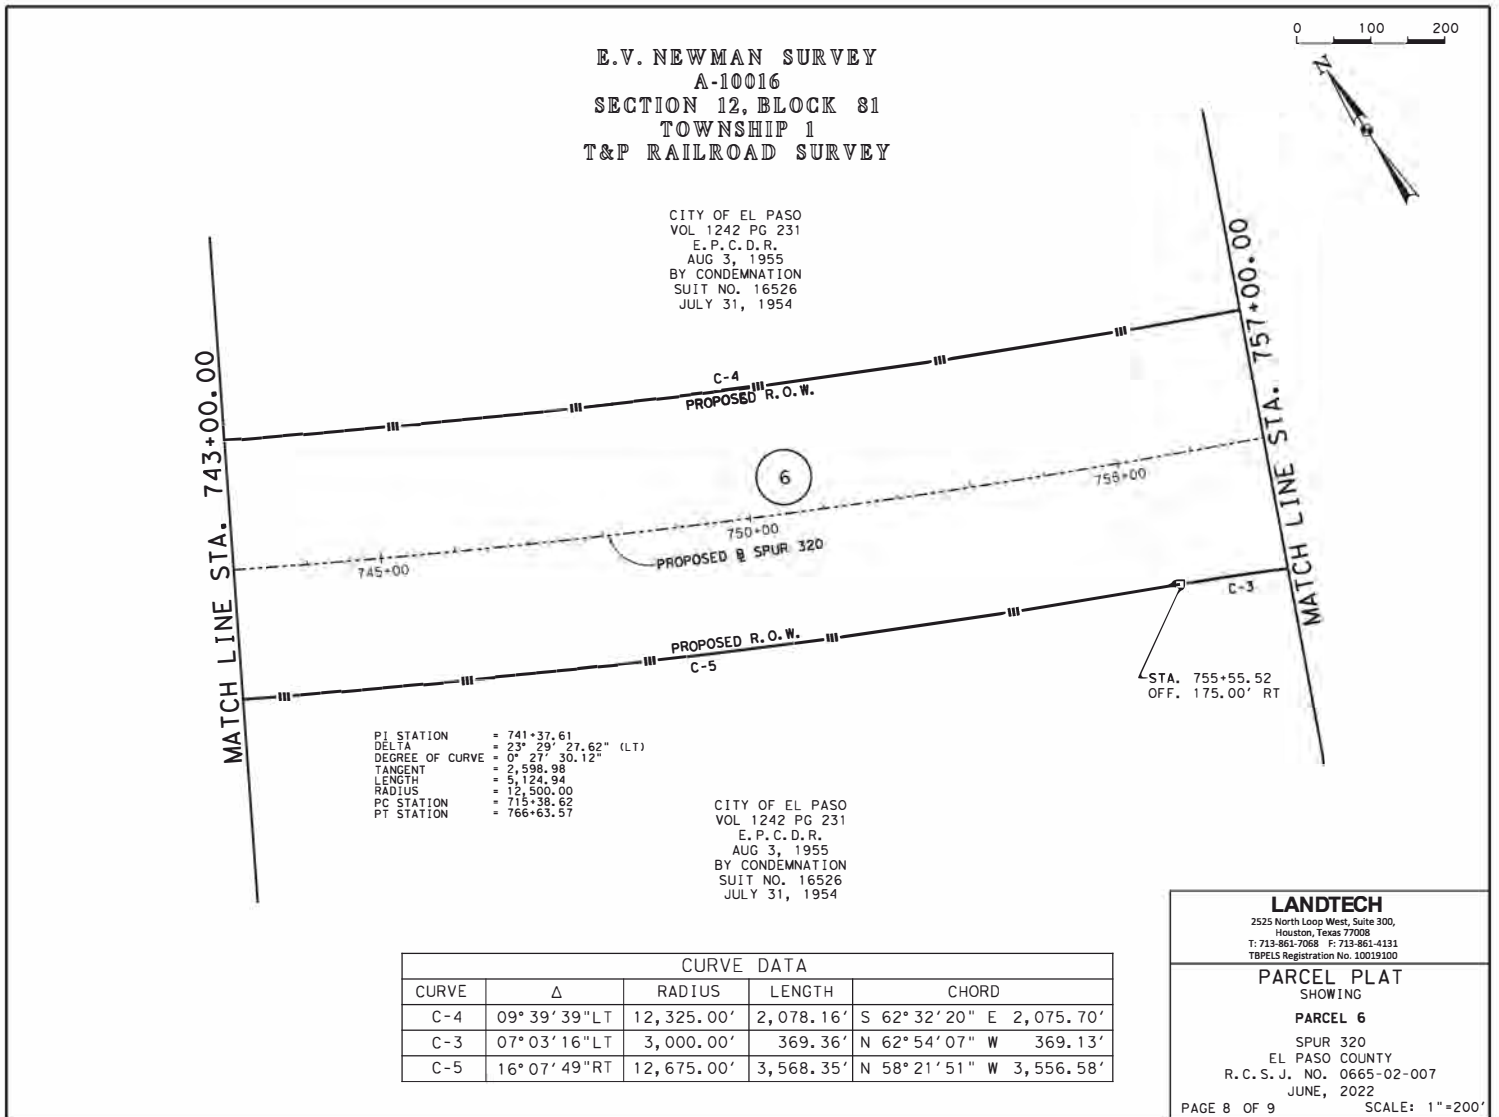 0 100 200
N
E.V. NEWMAN SURVEY
A-10016
SECTION 12, BLOCK 81
TOWNSHIP 1
T&P RAILROAD SURVEY
CITY OF EL PASO
VOL 1242 PG 231
E.P.C.D.R.
AUG 3, 1955
BY CONDEMNATION
SUIT NO. 16526
JULY 31, 1954
MATCH LINE STA. 743+00.00
MATCH LINE STA. 757+00.00
C-4
PROPOSED R.O.W.
6
745+00
750+00
755+00
PROPOSED ℄ SPUR 320
PROPOSED R.O.W.
C-5
C-3
STA. 755+55.52
OFF. 175.00' RT
PI STATION = 741+37.61
DELTA = 23° 29' 27.62" (LT)
DEGREE OF CURVE = 0° 27' 30.12"
TANGENT = 2,598.98
LENGTH = 5,124.94
RADIUS = 12,500.00
PC STATION = 715+38.62
PT STATION = 766+63.57
CITY OF EL PASO
VOL 1242 PG 231
E.P.C.D.R.
AUG 3, 1955
BY CONDEMNATION
SUIT NO. 16526
JULY 31, 1954
CURVE DATA
CURVE Δ RADIUS LENGTH CHORD
C-4 09°39'39"LT 12,325.00' 2,078.16' S 62°32'20" E 2,075.70'
C-3 07°03'16"LT 3,000.00' 369.36' N 62°54'07" W 369.13'
C-5 16°07'49"RT 12,675.00' 3,568.35' N 58°21'51" W 3,556.58'
LANDTECH
2525 North Loop West, Suite 300,
Houston, Texas 77008
T: 713-861-7068 F: 713-861-4131
TBPELS Registration No. 10019100
PARCEL PLAT
SHOWING
PARCEL 6
SPUR 320
EL PASO COUNTY
R.C.S.J. NO. 0665-02-007
JUNE, 2022
PAGE 8 OF 9 SCALE: 1"=200'